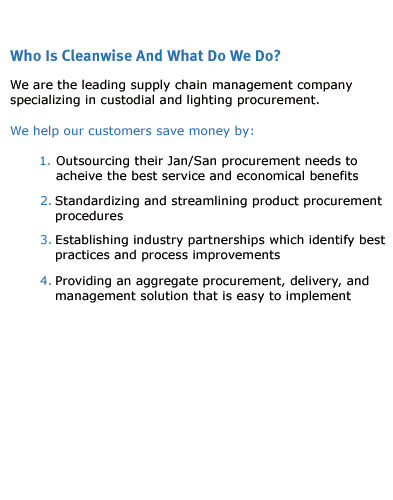 Who Is Cleanwise And What Do We Do?
We are the leading supply chain management company
specializing in custodial and lighting procurement.
We help our customers save money by:
1. Outsourcing their Jan/San procurement needs to
acheive the best service and economical benefits
2. Standardizing and streamlining product procurement
procedures
3. Establishing industry partnerships which identify best
practices and process improvements
4. Providing an aggregate procurement, delivery, and
management solution that is easy to implement